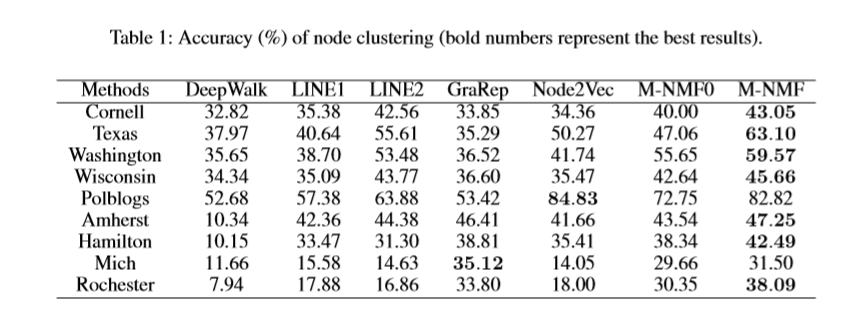 Table 1: Accuracy (%) of node clustering (bold numbers represent the best results).
Methods DeepWalk LINE1 LINE2 GraRep Node2Vec M-NMF0 M-NMF
Cornell 32.82 35.38 42.56 33.85 34.36 40.00 43.05
Texas 37.97 40.64 55.61 35.29 50.27 47.06 63.10
Washington 35.65 38.70 53.48 36.52 41.74 55.65 59.57
Wisconsin 34.34 35.09 43.77 36.60 35.47 42.64 45.66
Polblogs 52.68 57.38 63.88 53.42 84.83 72.75 82.82
Amherst 10.34 42.36 44.38 46.41 41.66 43.54 47.25
Hamilton 10.15 33.47 31.30 38.81 35.41 38.34 42.49
Mich 11.66 15.58 14.63 35.12 14.05 29.66 31.50
Rochester 7.94 17.88 16.86 33.80 18.00 30.35 38.09